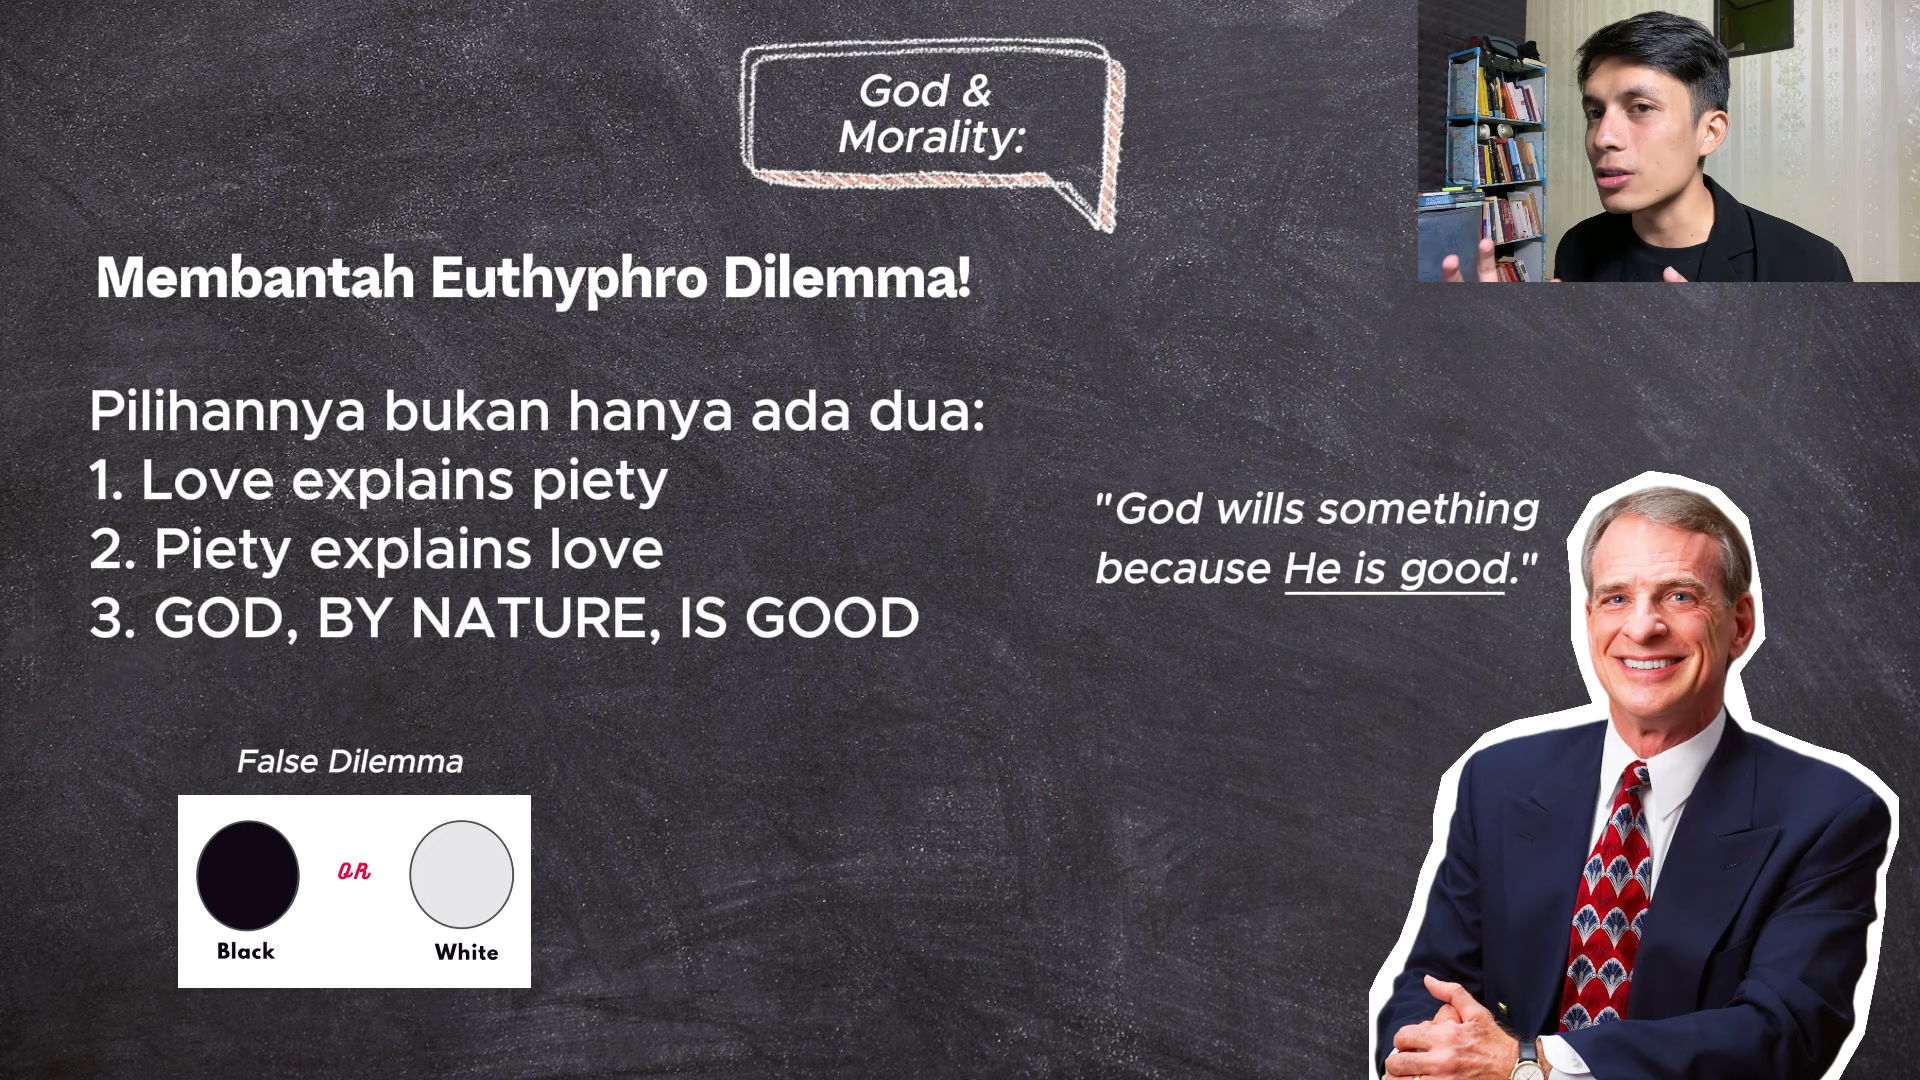 God &
Morality:
Membantah Euthyphro Dilemma!
Pilihannya bukan hanya ada dua:
1. Love explains piety
2. Piety explains love
3. GOD, BY NATURE, IS GOOD
"God wills something
because He is good."
False Dilemma
OR
Black
White